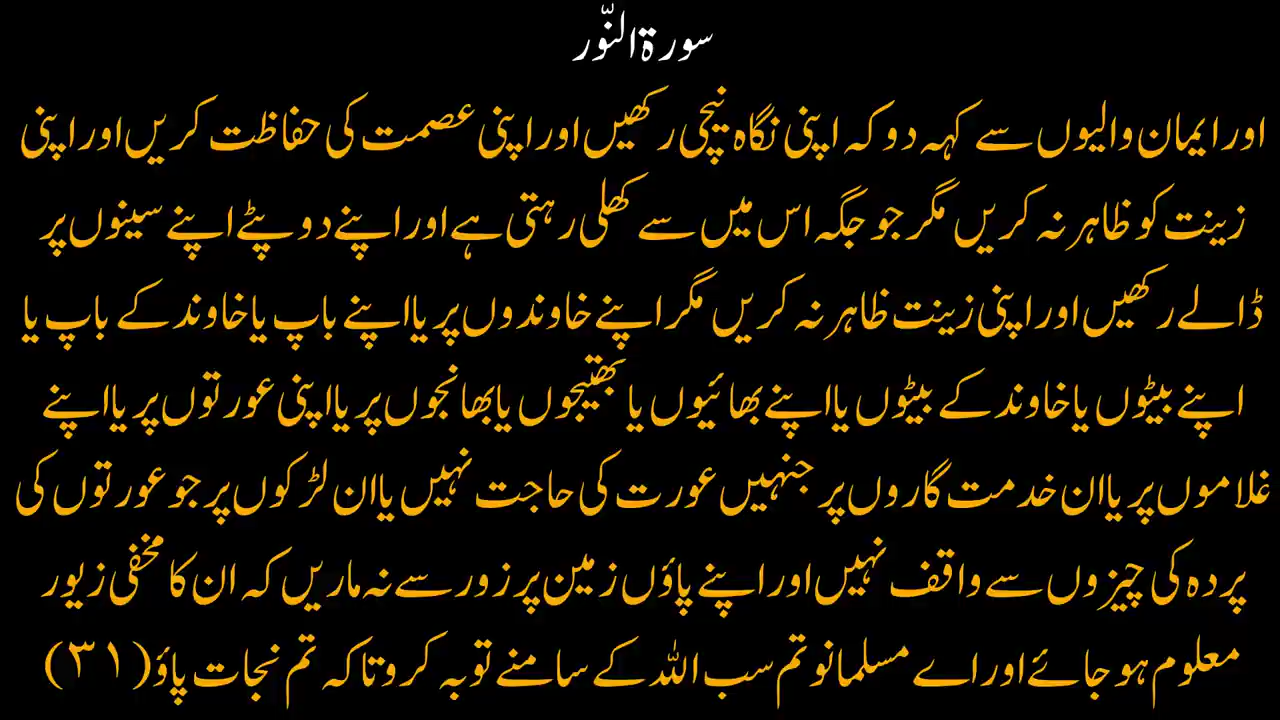 سورة النّور
اور ایمان والیوں سے کہہ دو کہ اپنی نگاہ نیچی رکھیں اور اپنی عصمت کی حفاظت کریں اور اپنی
زینت کو ظاہر نہ کریں مگر جو جگہ اس میں سے کھلی رہتی ہے اور اپنے دوپٹے اپنے سینوں پر
ڈالے رکھیں اور اپنی زینت ظاہر نہ کریں مگر اپنے خاوندوں پر یا اپنے باپ یا خاوند کے باپ یا
اپنے بیٹوں یا خاوند کے بیٹوں یا اپنے بھائیوں یا بھتیجوں یا بھانجوں پر یا اپنی عورتوں پر یا اپنے
غلاموں پر یا ان خدمت گاروں پر جنہیں عورت کی حاجت نہیں یا ان لڑکوں پر جو عورتوں کی
پردہ کی چیزوں سے واقف نہیں اور اپنے پاؤں زمین پر زور سے نہ ماریں کہ ان کا مخفی زیور
معلوم ہو جائے اور اے مسلمانو تم سب اللہ کے سامنے توبہ کرو تاکہ تم نجات پاؤ (۳۱)